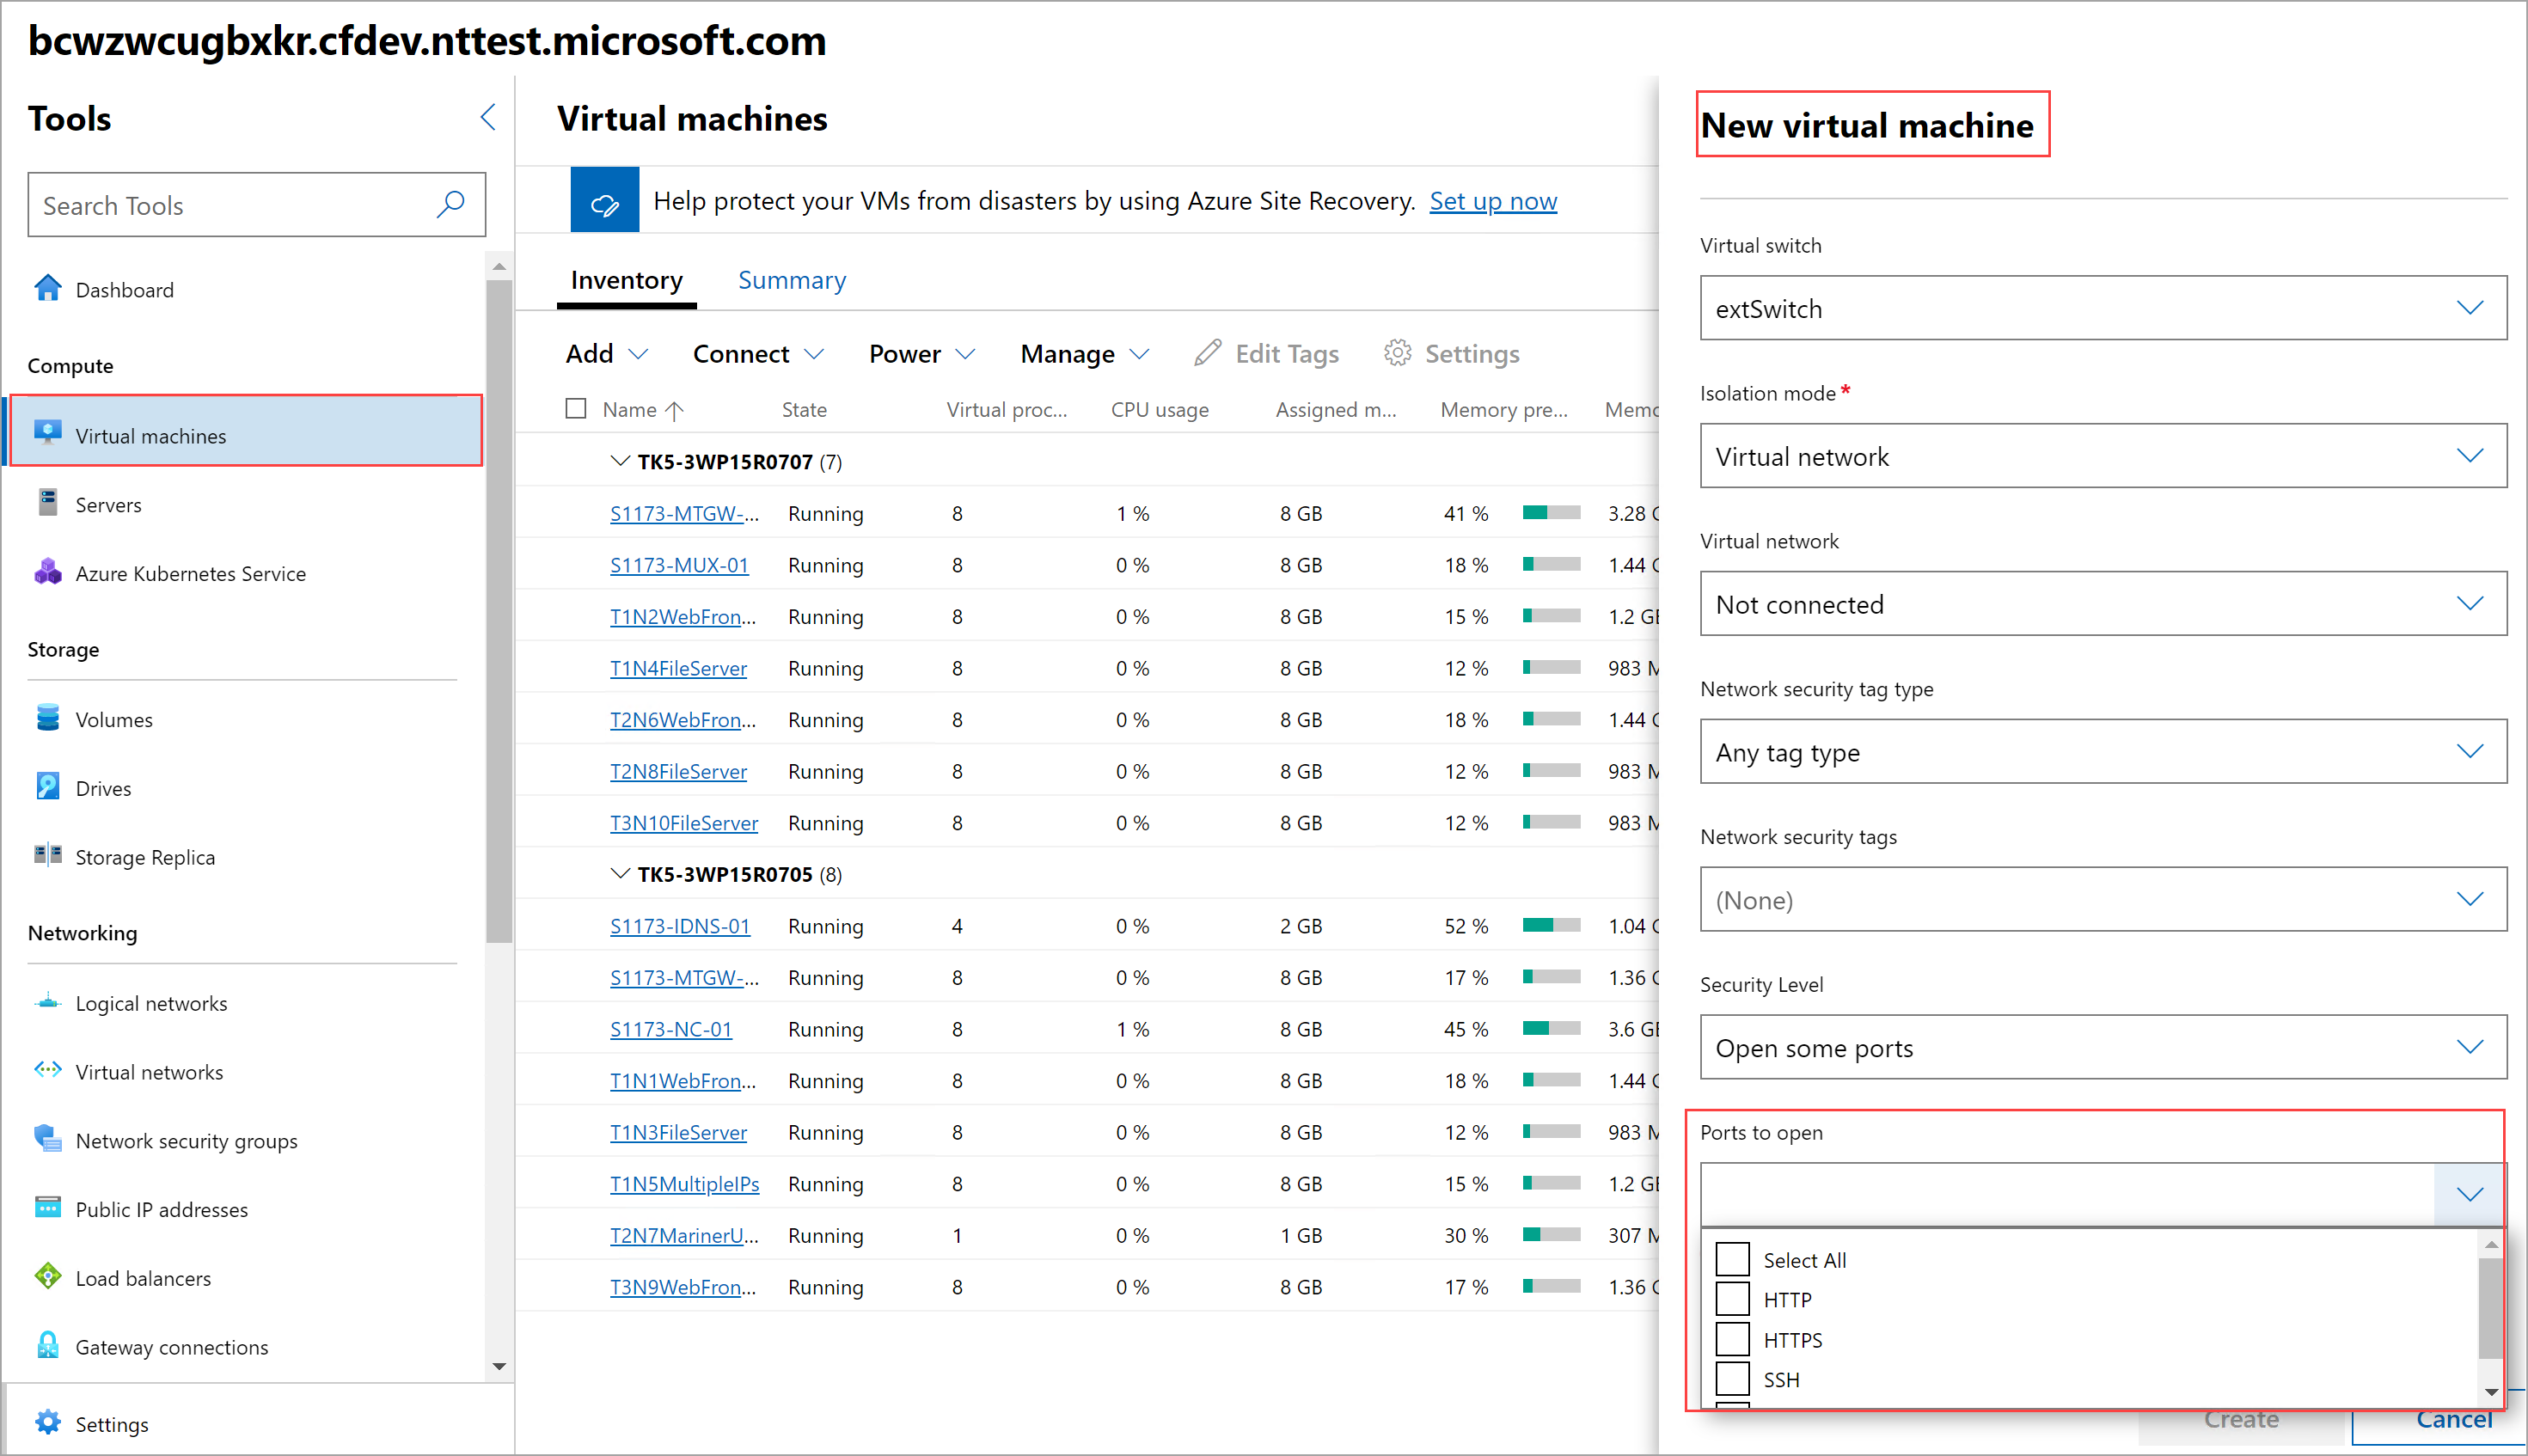 bcwzwcugbxkr.cfdev.nttest.microsoft.com
Tools
Search Tools
Dashboard
Compute
Virtual machines
Servers
Azure Kubernetes Service
Storage
Volumes
Drives
Storage Replica
Networking
Logical networks
Virtual networks
Network security groups
Public IP addresses
Load balancers
Gateway connections
Settings
Virtual machines
Help protect your VMs from disasters by using Azure Site Recovery. Set up now
Inventory Summary
Add Connect Power Manage Edit Tags Settings
Name State Virtual proc... CPU usage Assigned m... Memory pre... Memo
TK5-3WP15R0707 (7)
S1173-MTGW-... Running 8 1 % 8 GB 41 % 3.28 G
S1173-MUX-01 Running 8 0 % 8 GB 18 % 1.44 G
T1N2WebFron... Running 8 0 % 8 GB 15 % 1.2 GB
T1N4FileServer Running 8 0 % 8 GB 12 % 983 M
T2N6WebFron... Running 8 0 % 8 GB 18 % 1.44 G
T2N8FileServer Running 8 0 % 8 GB 12 % 983 M
T3N10FileServer Running 8 0 % 8 GB 12 % 983 M
TK5-3WP15R0705 (8)
S1173-IDNS-01 Running 4 0 % 2 GB 52 % 1.04 G
S1173-MTGW-... Running 8 0 % 8 GB 17 % 1.36 G
S1173-NC-01 Running 8 1 % 8 GB 45 % 3.6 GB
T1N1WebFron... Running 8 0 % 8 GB 18 % 1.44 G
T1N3FileServer Running 8 0 % 8 GB 12 % 983 M
T1N5MultipleIPs Running 8 0 % 8 GB 15 % 1.2 GB
T2N7MarinerU... Running 1 0 % 1 GB 30 % 307 M
T3N9WebFron... Running 8 0 % 8 GB 17 % 1.36 G
New virtual machine
Virtual switch
extSwitch
Isolation mode *
Virtual network
Virtual network
Not connected
Network security tag type
Any tag type
Network security tags
(None)
Security Level
Open some ports
Ports to open
Select All
HTTP
HTTPS
SSH
Create Cancel